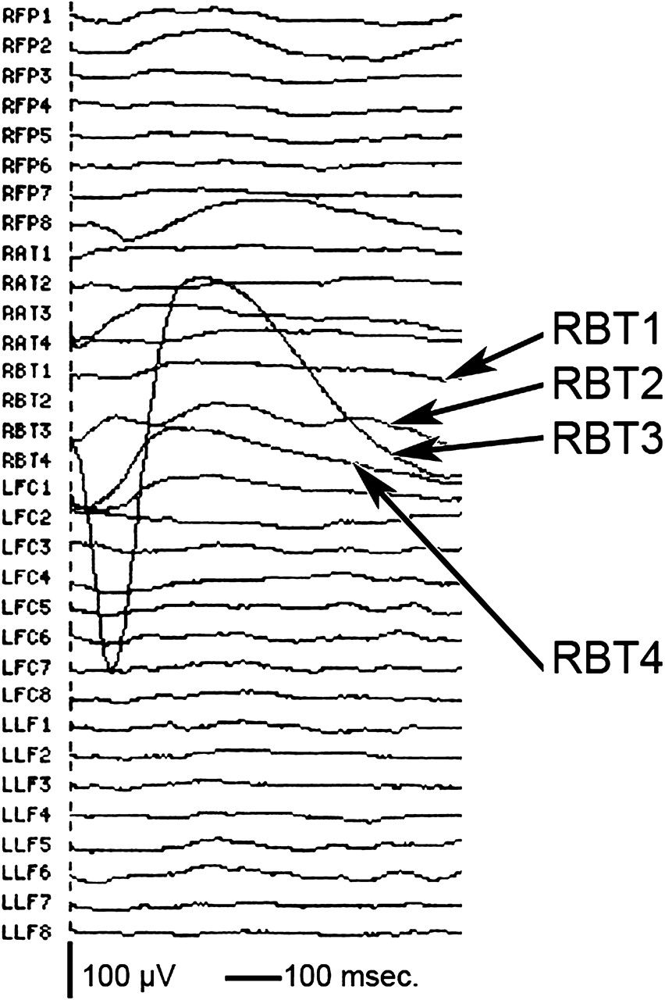 RFP1
RFP2
RFP3
RFP4
RFP5
RFP6
RFP7
RFP8
RAT1
RAT2
RAT3
RAT4
RBT1
RBT2
RBT3
RBT4
LFC1
LFC2
LFC3
LFC4
LFC5
LFC6
LFC7
LFC8
LLF1
LLF2
LLF3
LLF4
LLF5
LLF6
LLF7
LLF8
RBT1
RBT2
RBT3
RBT4
100 µV 100 msec.